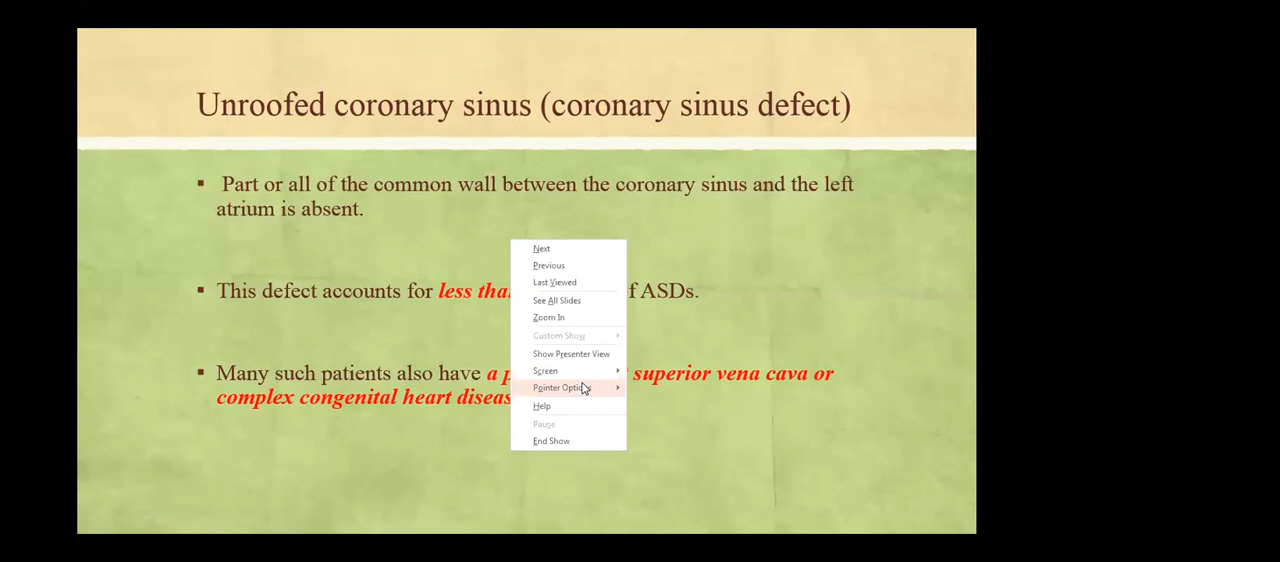 Unroofed coronary sinus (coronary sinus defect)
▪ Part or all of the common wall between the coronary sinus and the left
atrium is absent.
▪ This defect accounts for less f ASDs.
▪ Many such patients also have a superior vena cava or
complex congenital heart
Next
Previous
Last Viewed
See All Slides
Zoom In
Custom Show
Show Presenter View
Screen
Pointer Options
Help
Pause
End Show